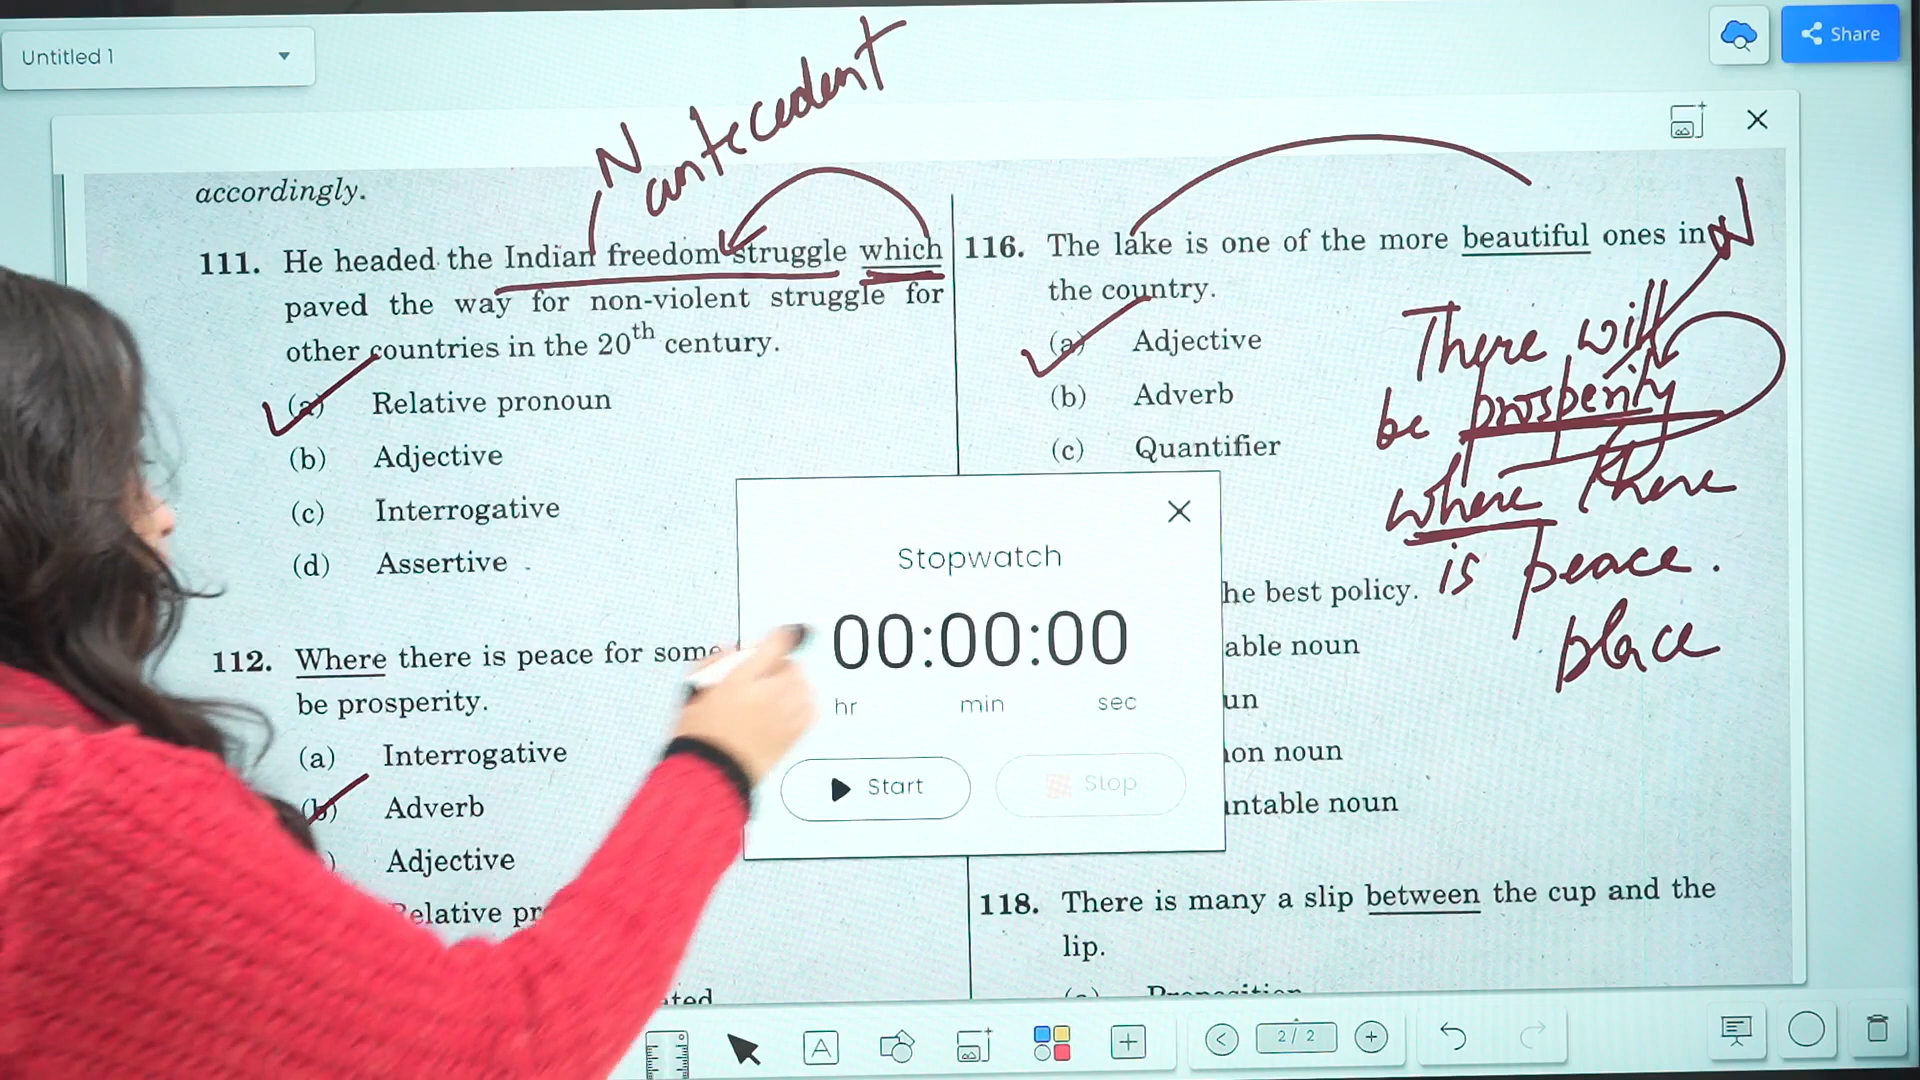 Untitled 1
Share
N
antecedent
accordingly.
111. He headed the Indian freedom struggle which
paved the way for non-violent struggle for
other countries in the 20th century.
(a) Relative pronoun
(b) Adjective
(c) Interrogative
(d) Assertive
112. Where there is peace for some
be prosperity.
(a) Interrogative
(b) Adverb
) Adjective
Relative pr
116. The lake is one of the more beautiful ones in
the country.
(a) Adjective
(b) Adverb
(c) Quantifier
he best policy.
able noun
un
on noun
ntable noun
118. There is many a slip between the cup and the
lip.
(a) Preposition
N
There will
be prosperity
where there
is peace.
place
Stopwatch
00:00:00
hr min sec
Start Stop
A
2 / 2